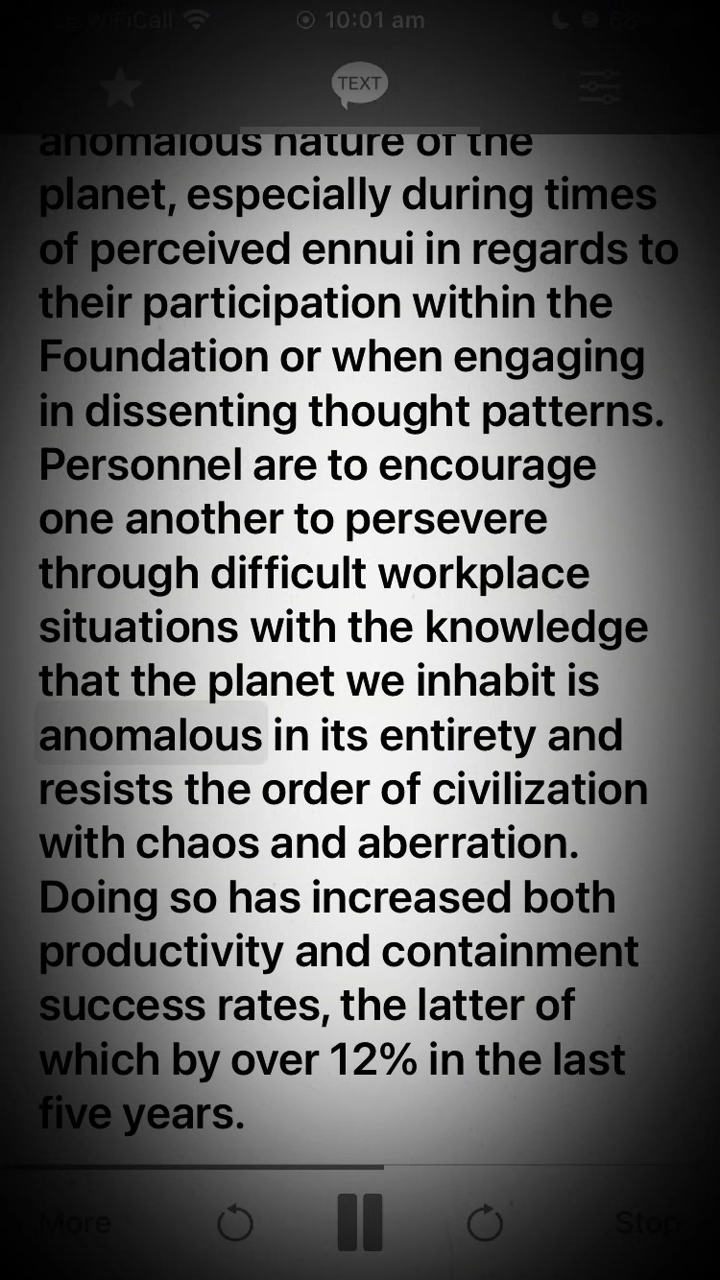 WiFiCall 10:01 am
TEXT
anomalous nature of the
planet, especially during times
of perceived ennui in regards to
their participation within the
Foundation or when engaging
in dissenting thought patterns.
Personnel are to encourage
one another to persevere
through difficult workplace
situations with the knowledge
that the planet we inhabit is
anomalous in its entirety and
resists the order of civilization
with chaos and aberration.
Doing so has increased both
productivity and containment
success rates, the latter of
which by over 12% in the last
five years.
More Stop